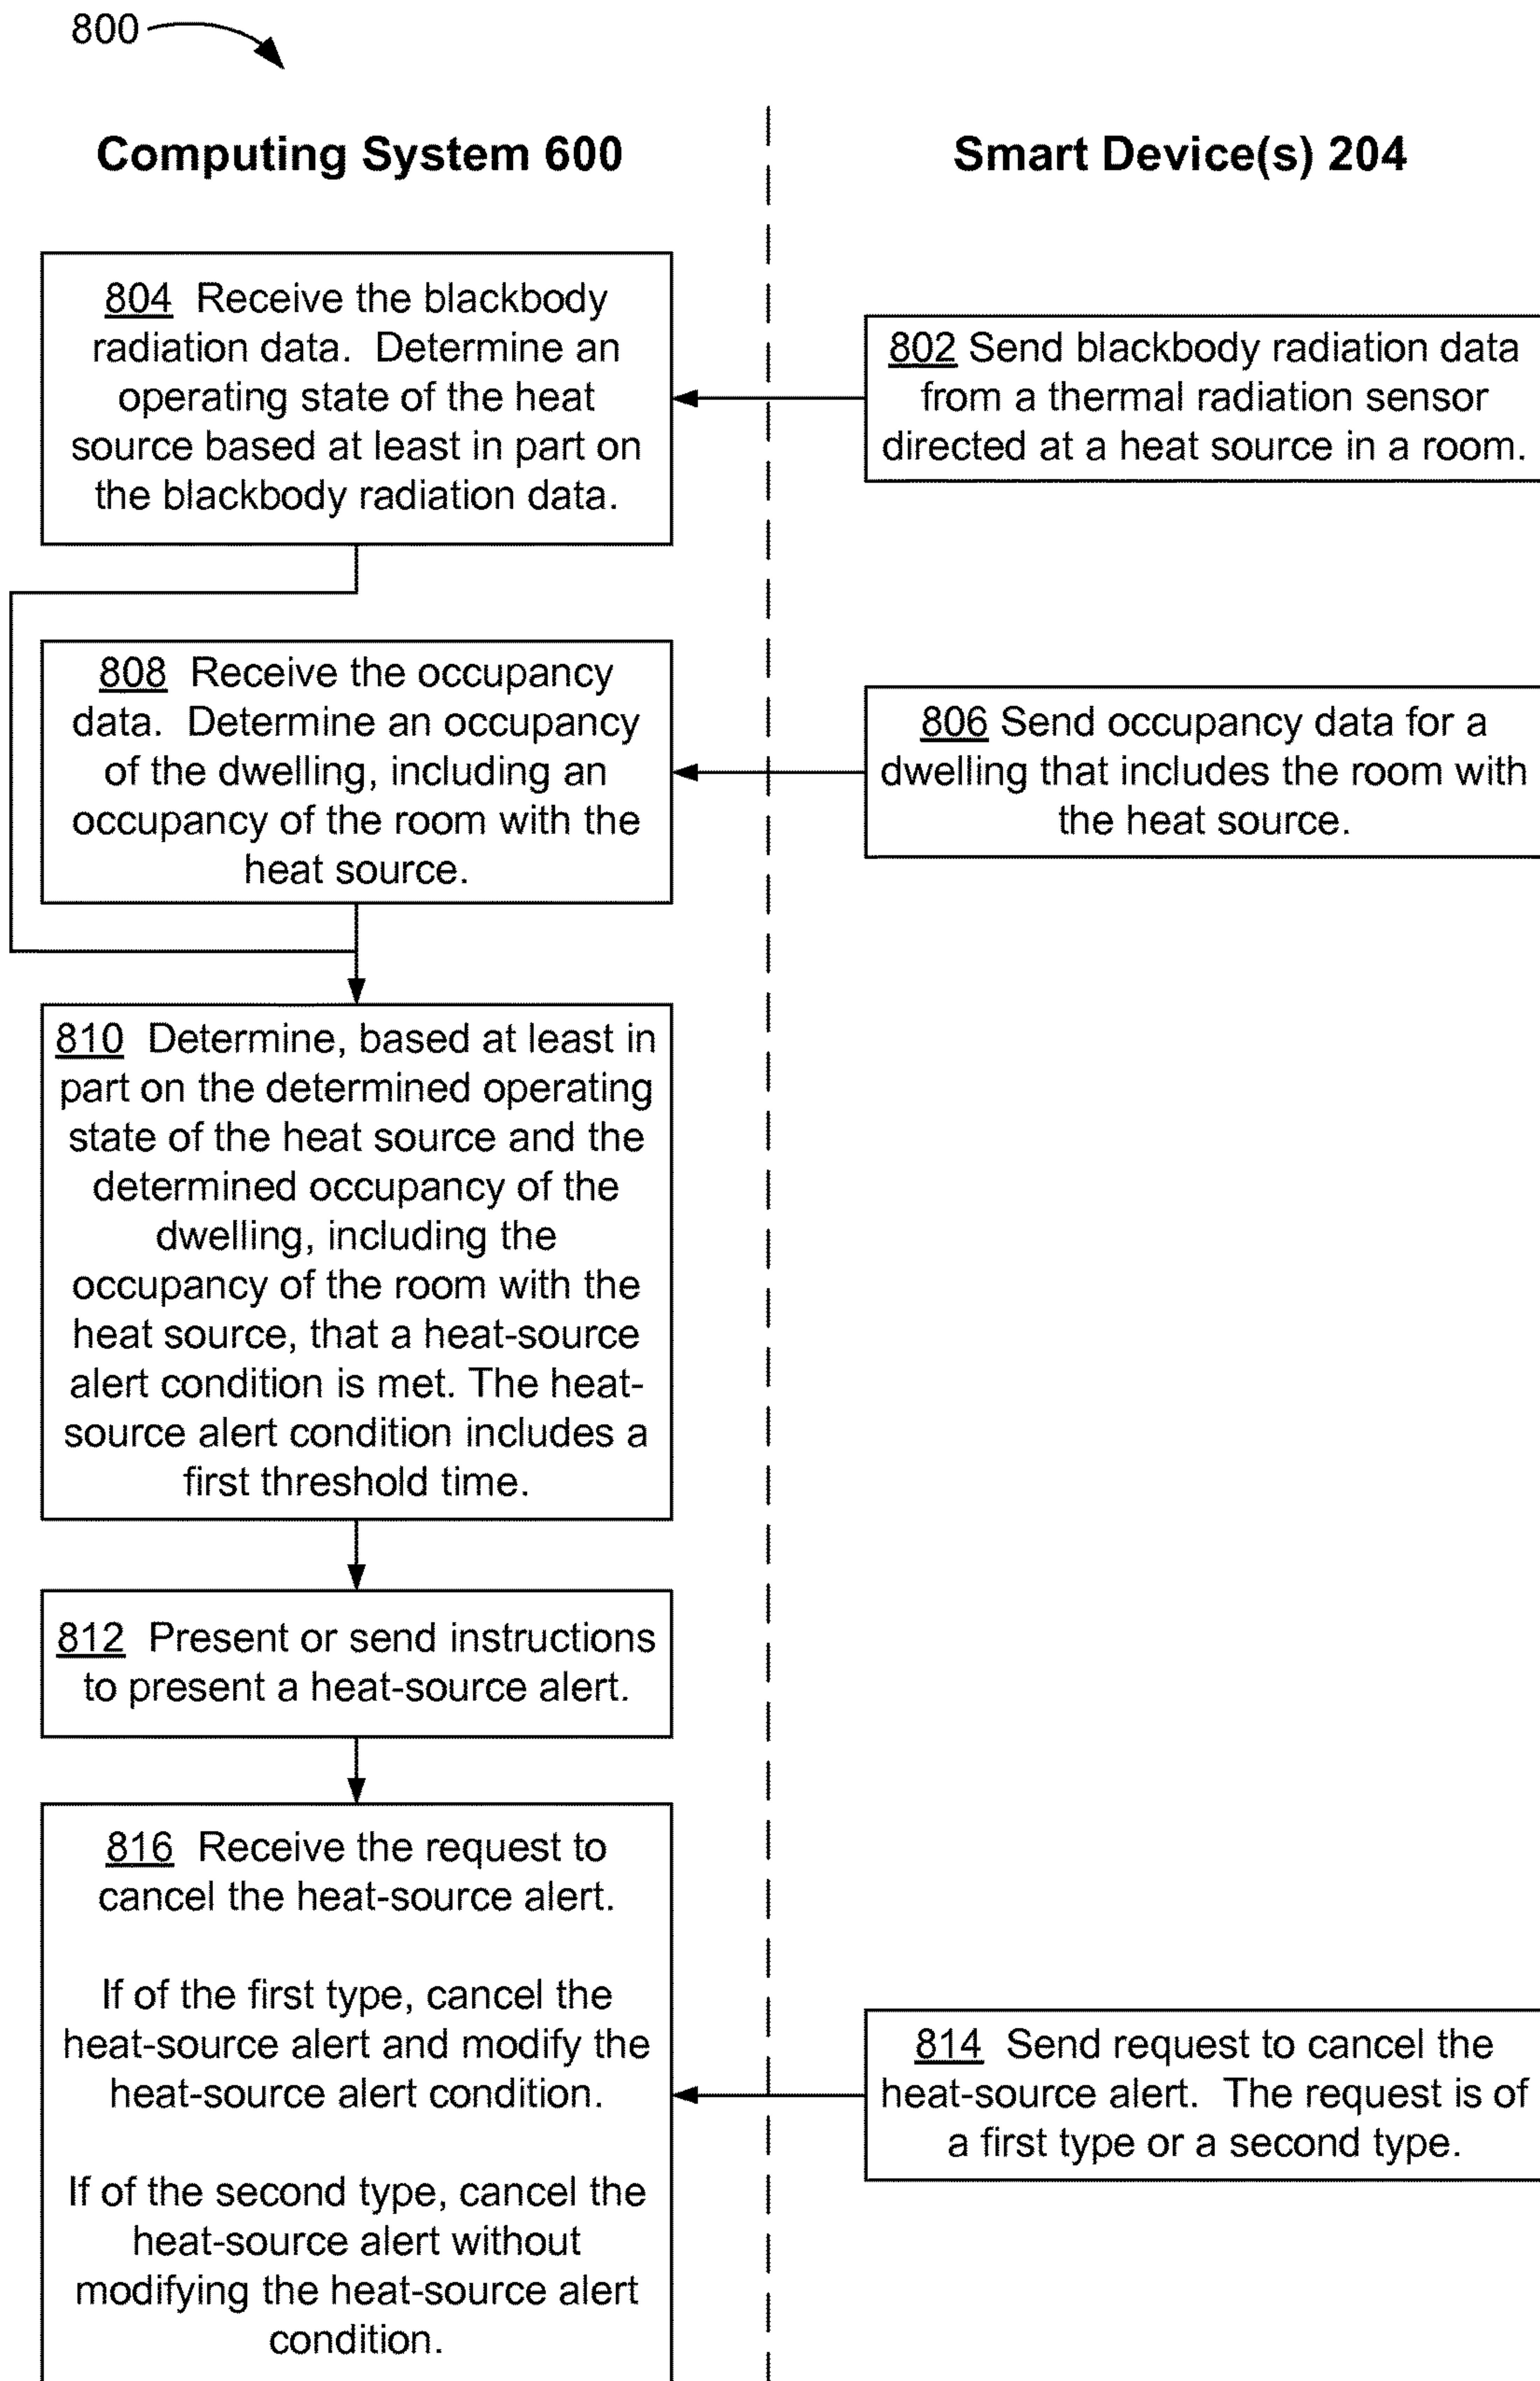 800
Computing System 600
Smart Device(s) 204
804 Receive the blackbody
radiation data. Determine an
operating state of the heat
source based at least in part on
the blackbody radiation data.
802 Send blackbody radiation data
from a thermal radiation sensor
directed at a heat source in a room.
808 Receive the occupancy
data. Determine an occupancy
of the dwelling, including an
occupancy of the room with the
heat source.
806 Send occupancy data for a
dwelling that includes the room with
the heat source.
810 Determine, based at least in
part on the determined operating
state of the heat source and the
determined occupancy of the
dwelling, including the
occupancy of the room with the
heat source, that a heat-source
alert condition is met. The heat-
source alert condition includes a
first threshold time.
812 Present or send instructions
to present a heat-source alert.
816 Receive the request to
cancel the heat-source alert.
If of the first type, cancel the
heat-source alert and modify the
heat-source alert condition.
If of the second type, cancel the
heat-source alert without
modifying the heat-source alert
condition.
814 Send request to cancel the
heat-source alert. The request is of
a first type or a second type.